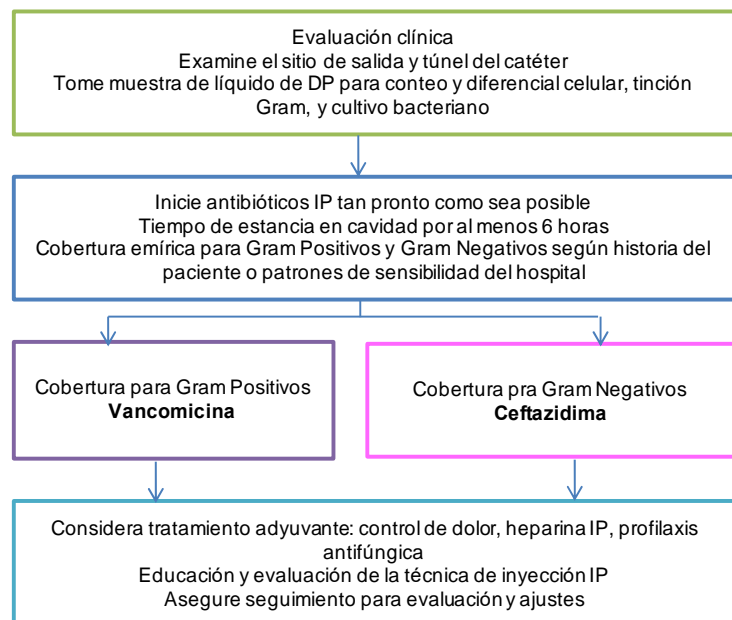 Evaluación clínica
Examine el sitio de salida y túnel del catéter
Tome muestra de líquido de DP para conteo y diferencial celular, tinción
Gram, y cultivo bacteriano
Inicie antibióticos IP tan pronto como sea posible
Tiempo de estancia en cavidad por al menos 6 horas
Cobertura emírica para Gram Positivos y Gram Negativos según historia del
paciente o patrones de sensibilidad del hospital
Cobertura para Gram Positivos
Vancomicina
Cobertura pra Gram Negativos
Ceftazidima
Considera tratamiento adyuvante: control de dolor, heparina IP, profilaxis
antifúngica
Educación y evaluación de la técnica de inyección IP
Asegure seguimiento para evaluación y ajustes